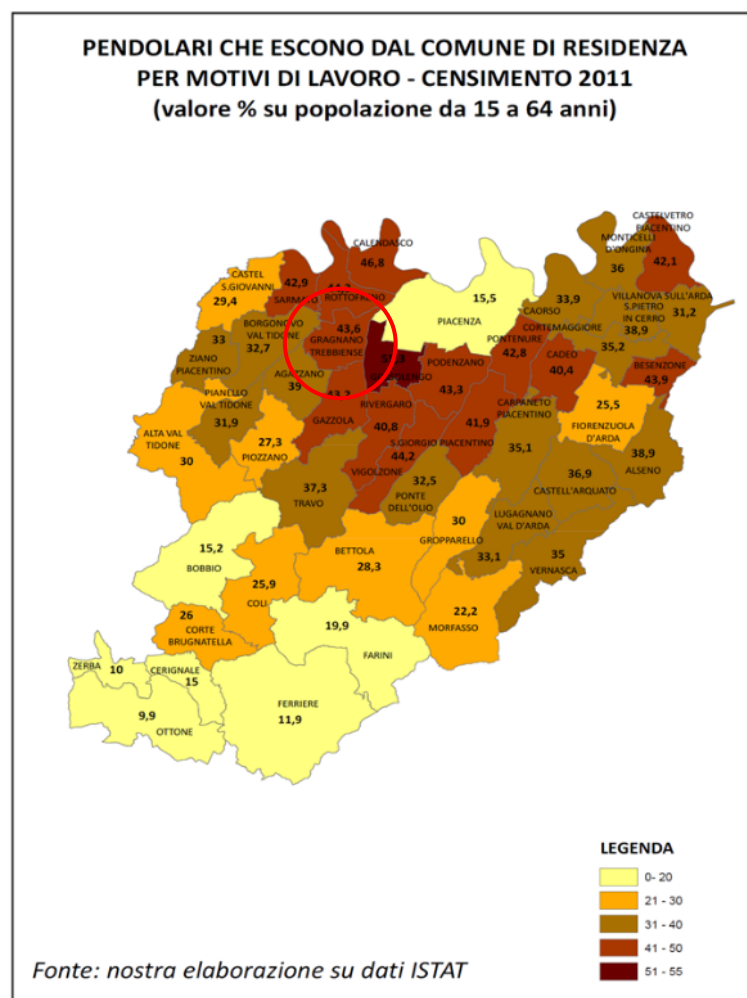 PENDOLARI CHE ESCONO DAL COMUNE DI RESIDENZA
PER MOTIVI DI LAVORO - CENSIMENTO 2011
(valore % su popolazione da 15 a 64 anni)
CASTELVETRO
PIACENTINO
42,1
MONTICELLI
D'ONGINA
36
CALENDASCO
46,8
CASTEL
S.GIOVANNI
29,4
42,9
SARMATO
ROTTOFRENO
15,5
PIACENZA
CAORSO
33,9
VILLANOVA SULL'ARDA
31,2
S.PIETRO
IN CERRO
38,9
CORTEMAGGIORE
35,2
BORGONOVO
VAL TIDONE
32,7
43,6
GRAGNANO
TREBBIENSE
33
ZIANO
PIACENTINO
PONTENURE
42,8
CADEO
40,4
BESENZONE
43,9
AGAZZANO
39
PODENZANO
43,3
PIANELLO
VAL TIDONE
31,9
GAZZOLA
RIVERGARO
40,8
41,9
S.GIORGIO PIACENTINO
CARPANETO
PIACENTINO
35,1
25,5
FIORENZUOLA
D'ARDA
ALTA VAL
TIDONE
30
27,3
PIOZZANO
44,2
VIGOLZONE
38,9
ALSENO
37,3
TRAVO
32,5
PONTE
DELL'OLIO
36,9
CASTELL'ARQUATO
LUGAGNANO
VAL D'ARDA
33,1
30
GROPPARELLO
35
VERNASCA
15,2
BOBBIO
BETTOLA
28,3
25,9
COLI
22,2
MORFASSO
26
CORTE
BRUGNATELLA
19,9
FARINI
ZERBA
10
CERIGNALE
15
9,9
OTTONE
FERRIERE
11,9
LEGENDA
0- 20
21 - 30
31 - 40
41 - 50
51 - 55
Fonte: nostra elaborazione su dati ISTAT